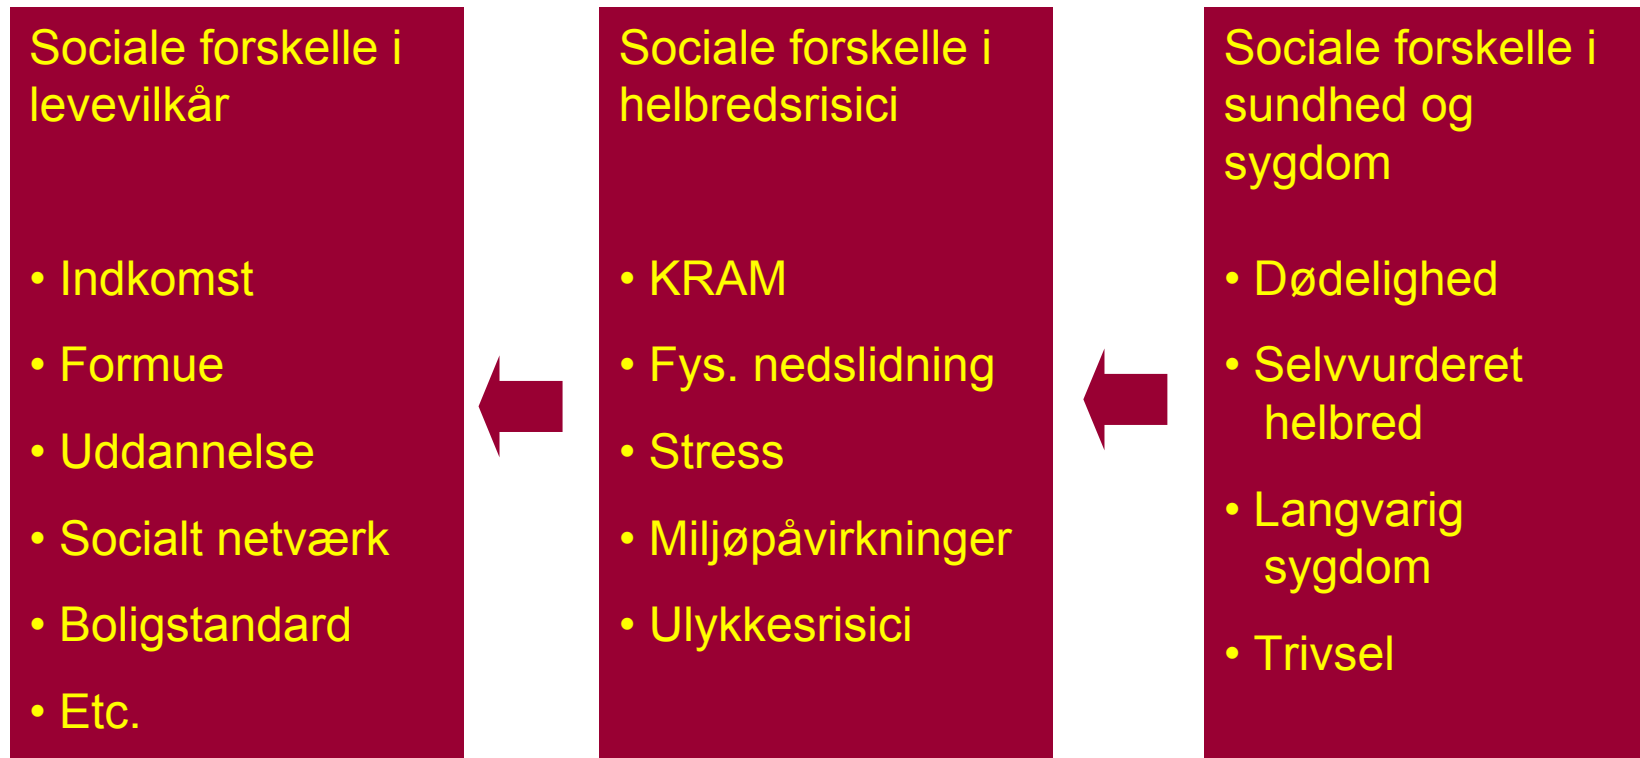 Sociale forskelle i
levevilkår
• Indkomst
• Formue
• Uddannelse
• Socialt netværk
• Boligstandard
• Etc.
Sociale forskelle i
helbredsrisici
• KRAM
• Fys. nedslidning
• Stress
• Miljøpåvirkninger
• Ulykkesrisici
Sociale forskelle i
sundhed og
sygdom
• Dødelighed
• Selvvurderet
helbred
• Langvarig
sygdom
• Trivsel